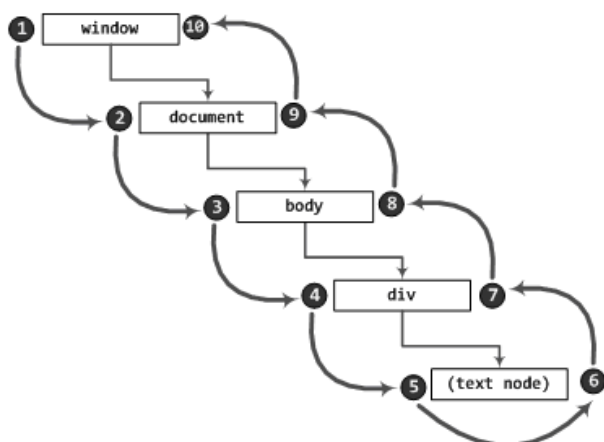 1 window 10
2 document 9
3 body 8
4 div 7
5 (text node) 6